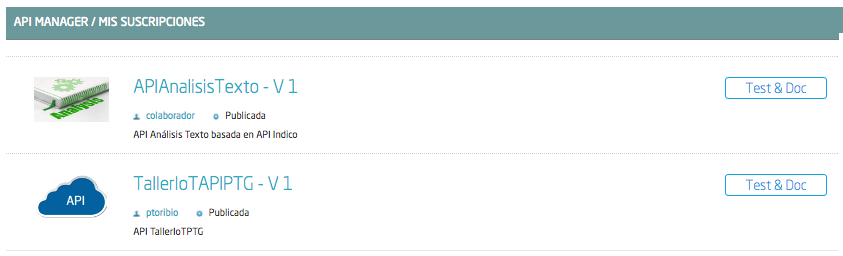 API MANAGER / MIS SUSCRIPCIONES
APIAnalisisTexto - V 1
Test & Doc
Analysis
colaborador Publicada
API Análisis Texto basada en API Indico
TallerIoTAPIPTG - V 1
Test & Doc
API
ptoribio Publicada
API TallerIoTPTG